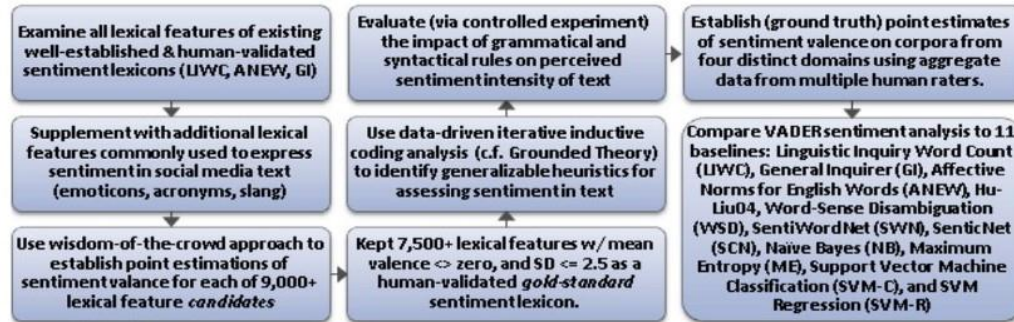 Examine all lexical features of existing
well-established & human-validated
sentiment lexicons (LIWC, ANEW, GI)
Supplement with additional lexical
features commonly used to express
sentiment in social media text
(emoticons, acronyms, slang)
Use wisdom-of-the-crowd approach to
establish point estimations of
sentiment valance for each of 9,000+
lexical feature candidates
Kept 7,500+ lexical features w/ mean
valence <> zero, and SD <= 2.5 as a
human-validated gold-standard
sentiment lexicon.
Use data-driven iterative inductive
coding analysis (c.f. Grounded Theory)
to identify generalizable heuristics for
assessing sentiment in text
Evaluate (via controlled experiment)
the impact of grammatical and
syntactical rules on perceived
sentiment intensity of text
Establish (ground truth) point estimates
of sentiment valence on corpora from
four distinct domains using aggregate
data from multiple human raters.
Compare VADER sentiment analysis to 11
baselines: Linguistic Inquiry Word Count
(LIWC), General Inquirer (GI), Affective
Norms for English Words (ANEW), Hu-
Liu04, Word-Sense Disambiguation
(WSD), SentiWordNet (SWN), SenticNet
(SCN), Naïve Bayes (NB), Maximum
Entropy (ME), Support Vector Machine
Classification (SVM-C), and SVM
Regression (SVM-R)